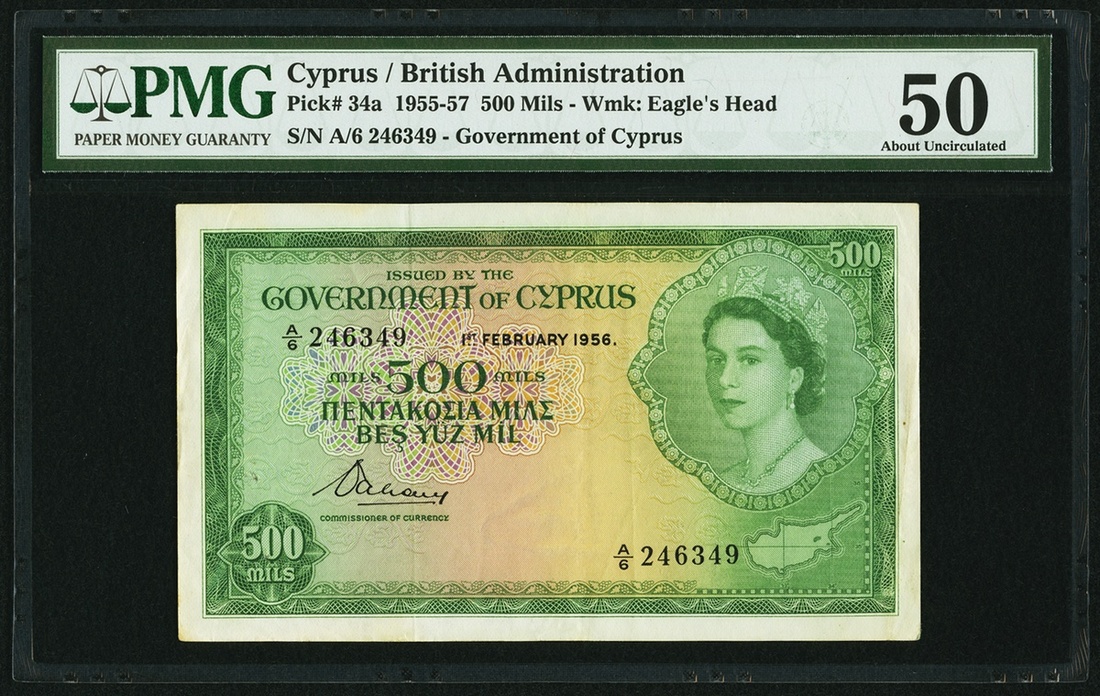 PMG
PAPER MONEY GUARANTY
Cyprus / British Administration
Pick# 34a 1955-57 500 Mils - Wmk: Eagle's Head
S/N A/6 246349 - Government of Cyprus
50
About Uncirculated
500
MILS
ISSUED BY THE
GOVERNMENT OF CYPRUS
A/6 246349 1ST FEBRUARY 1956.
MILS 500 MILS
ΠΕΝΤΑΚΟΣΙΑ ΜΙΛΣ
BEŞ YÜZ MİL
COMMISSIONER OF CURRENCY
500
MILS
A/6 246349